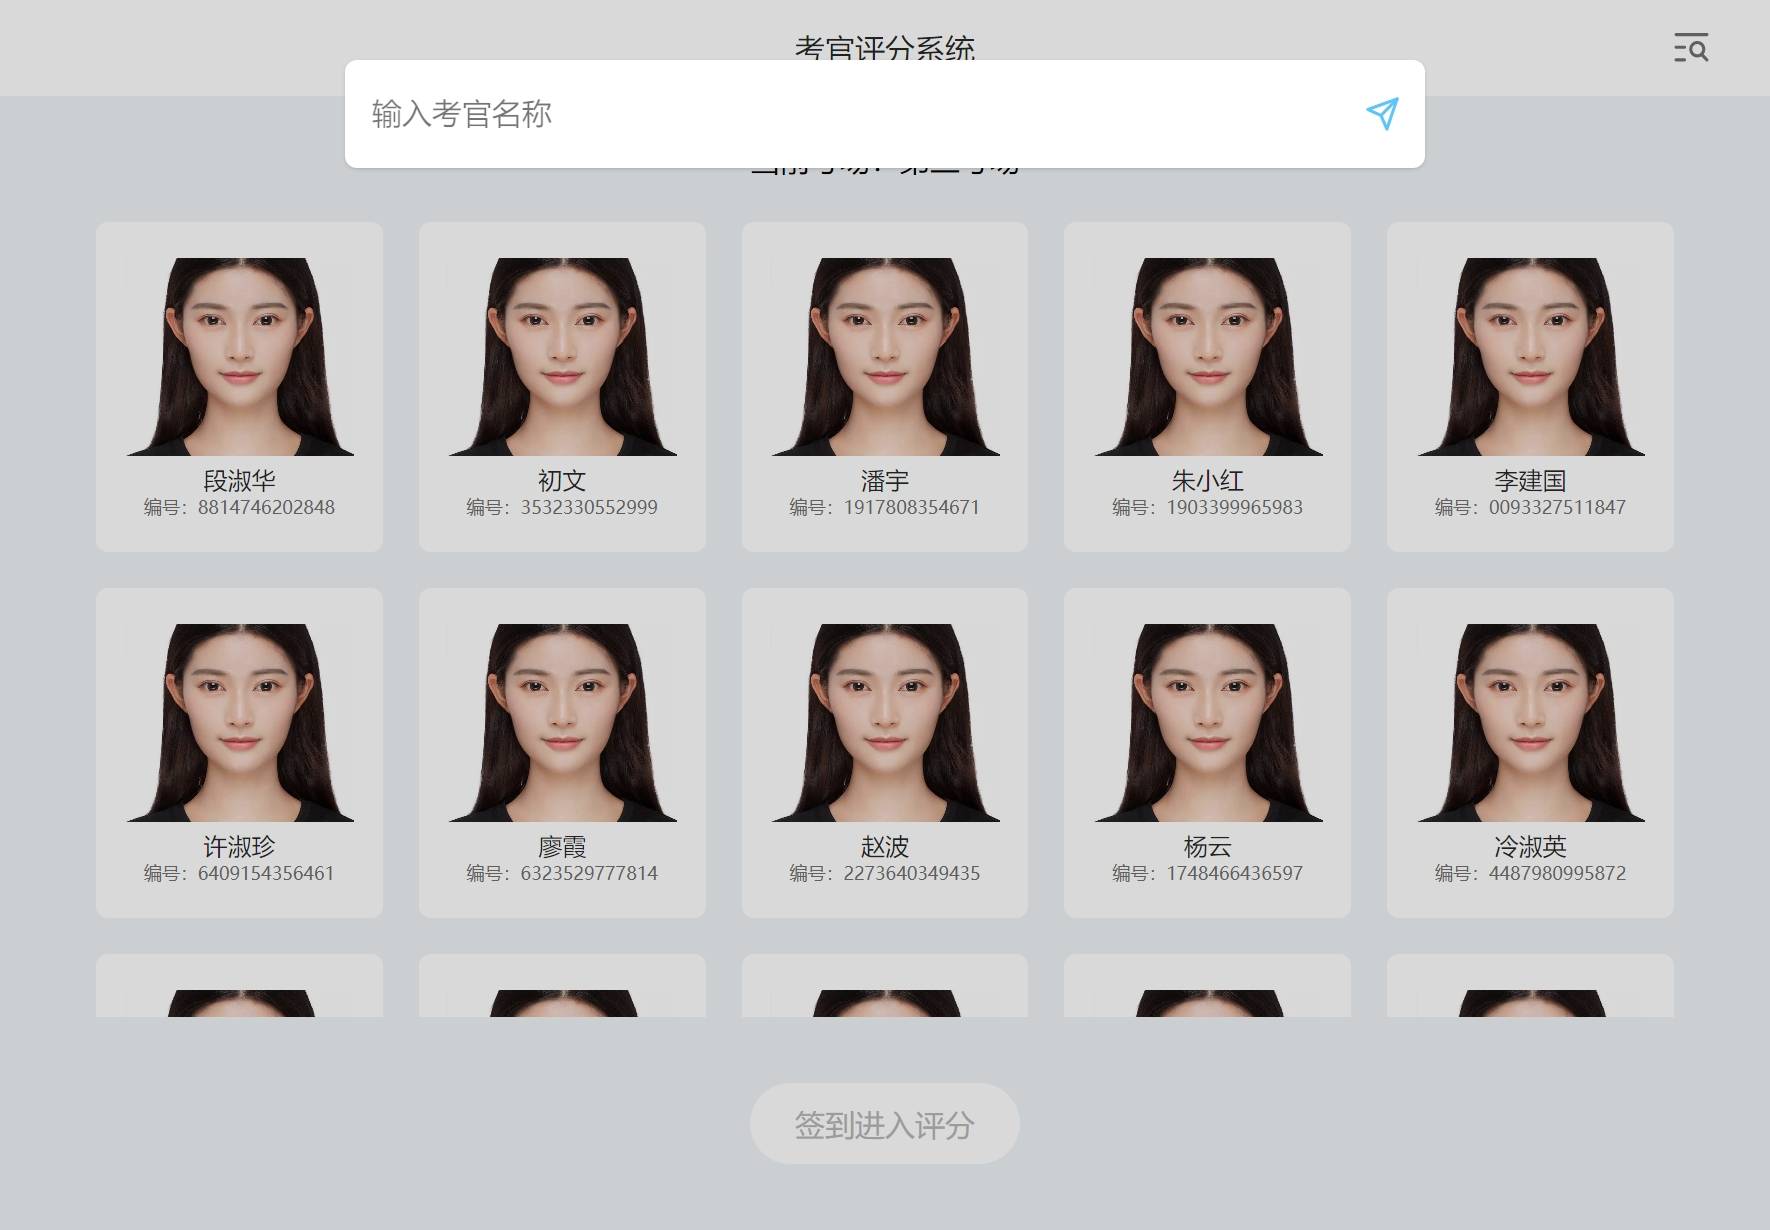 考官评分系统
输入考官名称
段淑华
编号：8814746202848
初文
编号：3532330552999
潘宇
编号：1917808354671
朱小红
编号：1903399965983
李建国
编号：0093327511847
许淑珍
编号：6409154356461
廖霞
编号：6323529777814
赵波
编号：2273640349435
杨云
编号：1748466436597
冷淑英
编号：4487980995872
签到进入评分